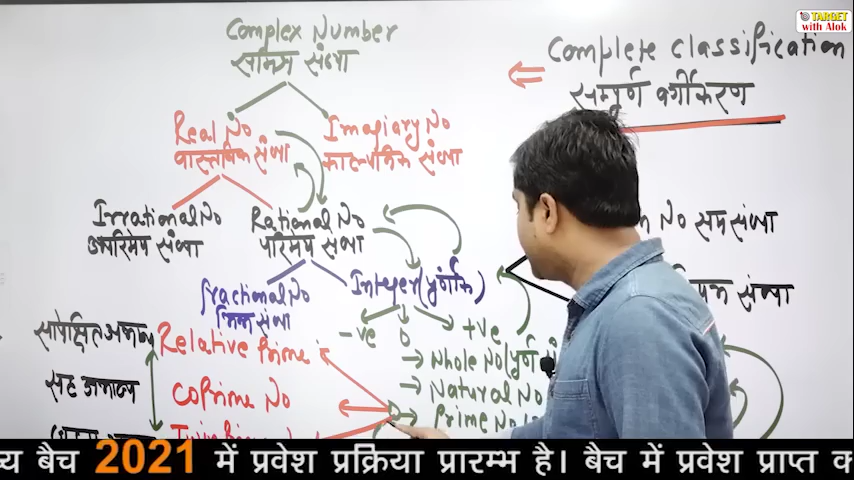 TARGET
with Alok
Complex Number
सम्मिश्र संख्या
Complete classification
सम्पूर्ण वर्गीकरण
Real No
वास्तविक संख्या
Imagiary No
काल्पनिक संख्या
Irrational No
अपरिमेय संख्या
Rational No
परिमेय संख्या
No सम संख्या
संख्या
fractional No
भिन्न संख्या
Integer (पूर्णांक)
-ve 0 +ve
सापेक्षित अभाज्य
Relative Prime
Whole No (पूर्ण
सह अभाज्य
CoPrime No
Natural No
Prime No
्य बैच 2021 में प्रवेश प्रक्रिया प्रारम्भ है। बैच में प्रवेश प्राप्त क